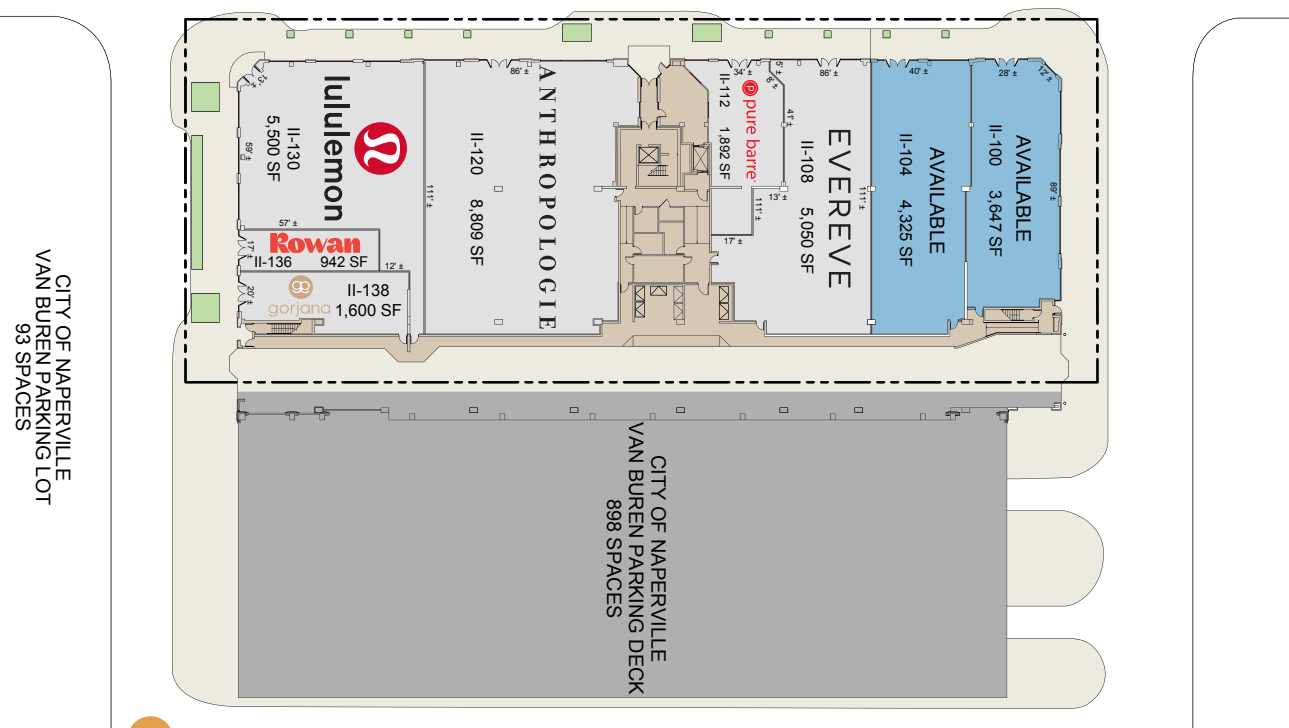 lululemon
II-130
5,500 SF
13' ±
59' ±
57' ±
Rowan
II-136 942 SF
17' ±
12' ±
gorjana
II-138
1,600 SF
20' ±
111' ±
86' ±
ANTHROPOLOGIE
II-120 8,809 SF
34' ±
5' ±
8' ±
pure barre
II-112 1,892 SF
41' ±
13' ±
111' ±
17' ±
86' ±
EVEREVE
II-108 5,050 SF
111' ±
40' ±
AVAILABLE
II-104 4,325 SF
28' ±
12' ±
AVAILABLE
II-100 3,647 SF
89' ±
CITY OF NAPERVILLE
VAN BUREN PARKING LOT
93 SPACES
CITY OF NAPERVILLE
VAN BUREN PARKING DECK
898 SPACES